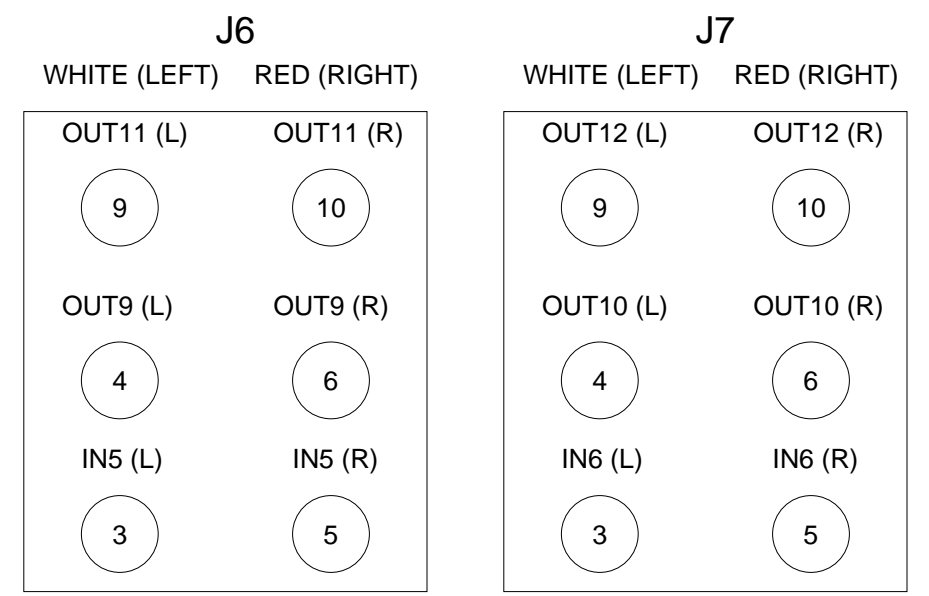 J6 J7
WHITE (LEFT) RED (RIGHT) WHITE (LEFT) RED (RIGHT)
OUT11 (L) OUT11 (R) OUT12 (L) OUT12 (R)
9 10 9 10
OUT9 (L) OUT9 (R) OUT10 (L) OUT10 (R)
4 6 4 6
IN5 (L) IN5 (R) IN6 (L) IN6 (R)
3 5 3 5